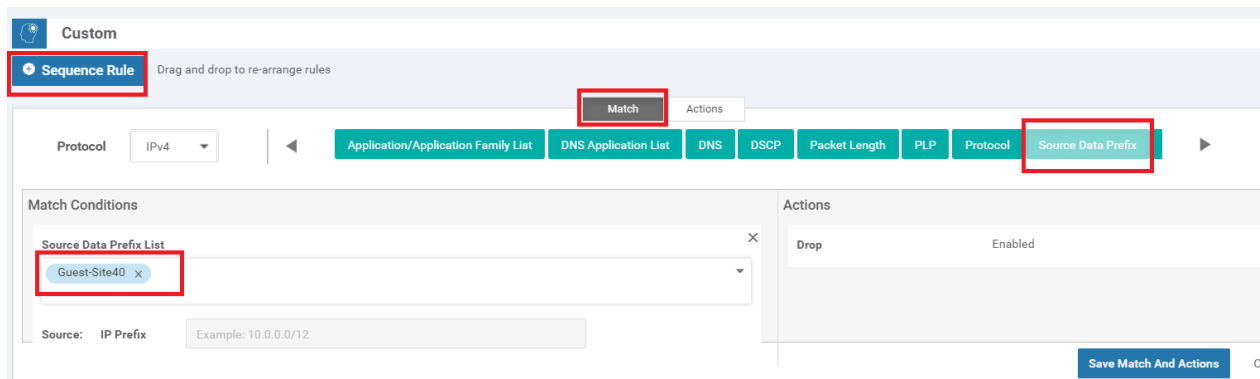 Custom
Sequence Rule Drag and drop to re-arrange rules
Match Actions
Protocol IPv4 Application/Application Family List DNS Application List DNS DSCP Packet Length PLP Protocol Source Data Prefix
Match Conditions Actions
Source Data Prefix List
Drop Enabled
Guest-Site40
Source: IP Prefix Example: 10.0.0.0/12
Save Match And Actions